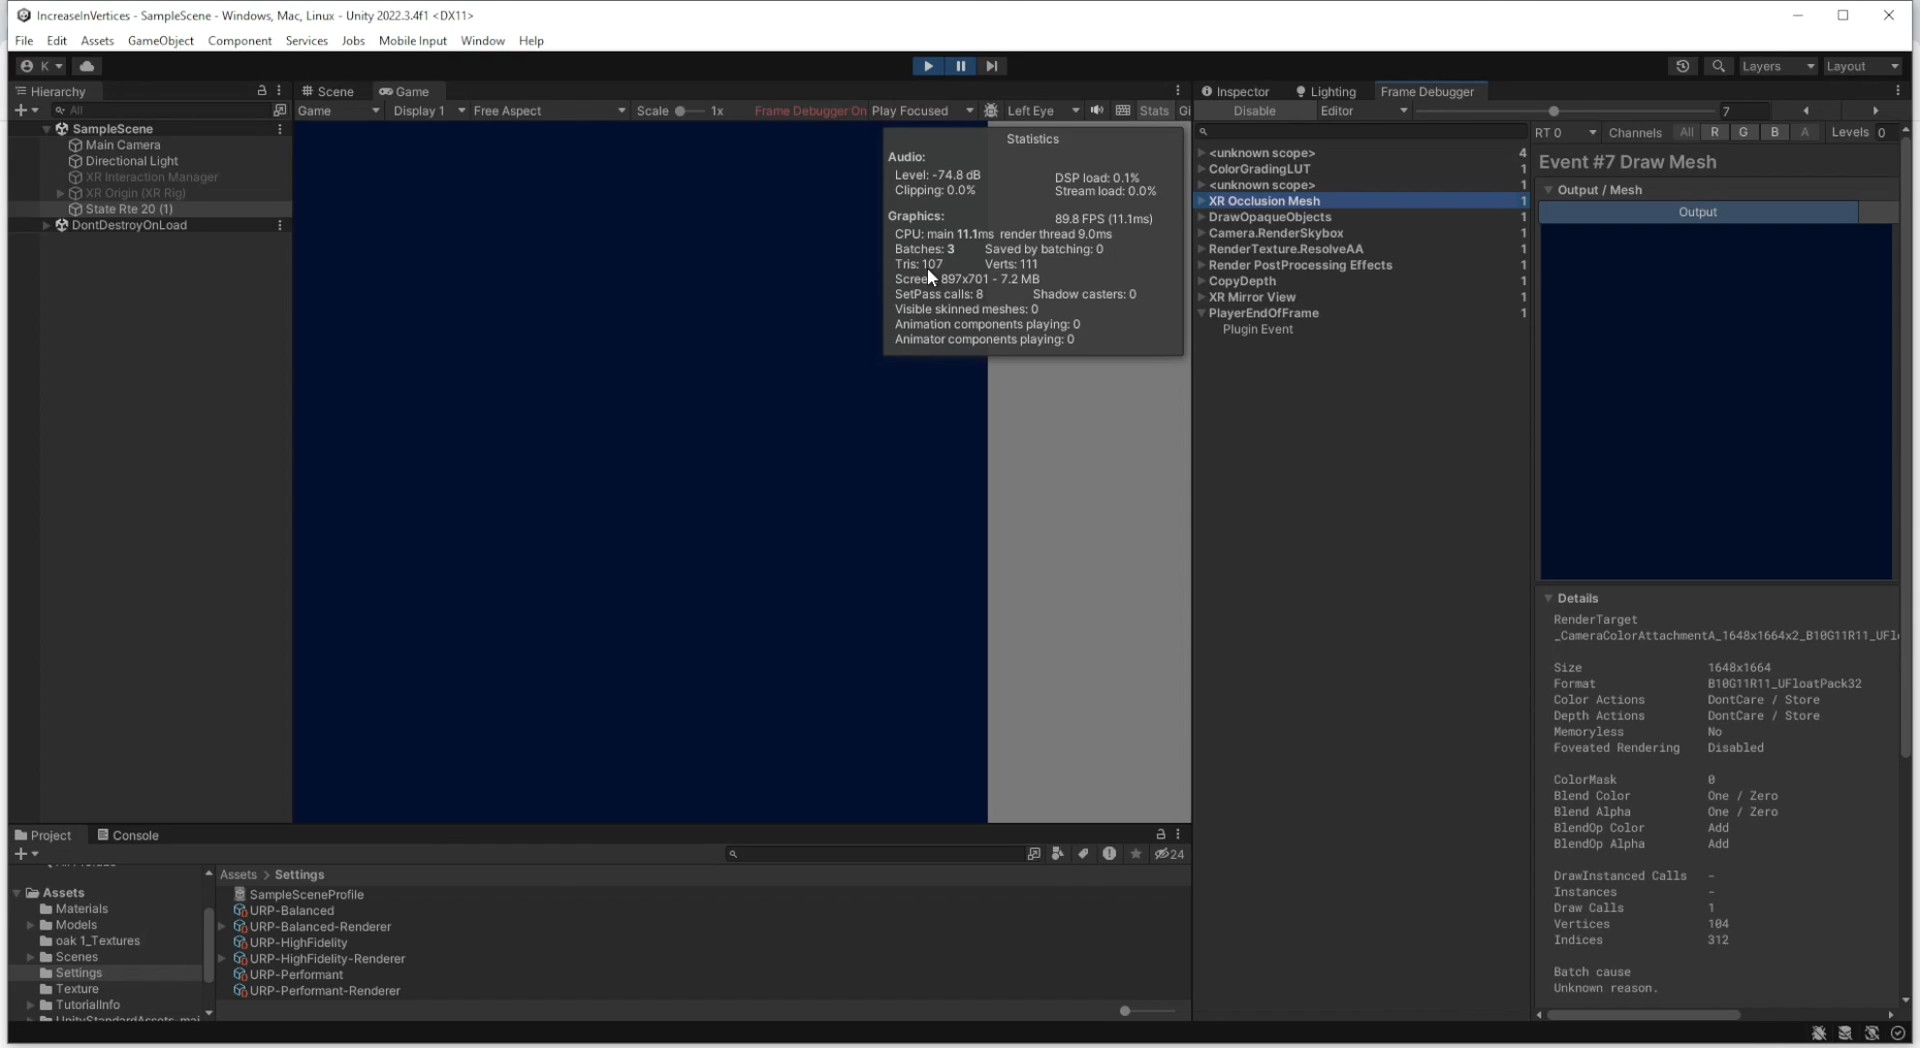 IncreaseInVertices - SampleScene - Windows, Mac, Linux - Unity 2022.3.4f1 <DX11>
File Edit Assets GameObject Component Services Jobs Mobile Input Window Help
K
Layers
Layout
Hierarchy
All
SampleScene
Main Camera
Directional Light
XR Interaction Manager
XR Origin (XR Rig)
State Rte 20 (1)
DontDestroyOnLoad
Scene
Game
Game
Display 1
Free Aspect
Scale 1x
Frame Debugger On
Play Focused
Left Eye
Stats
Gi
Statistics
Audio:
Level: -74.8 dB DSP load: 0.1%
Clipping: 0.0% Stream load: 0.0%
Graphics: 89.8 FPS (11.1ms)
CPU: main 11.1ms render thread 9.0ms
Batches: 3 Saved by batching: 0
Tris: 107 Verts: 111
897x701 - 7.2 MB
SetPass calls: 8 Shadow casters: 0
Visible skinned meshes: 0
Animation components playing: 0
Animator components playing: 0
Inspector
Lighting
Frame Debugger
Disable
Editor
7
<unknown scope> 4
ColorGradingLUT 1
<unknown scope> 1
XR Occlusion Mesh 1
DrawOpaqueObjects 1
Camera.RenderSkybox 1
RenderTexture.ResolveAA 1
Render PostProcessing Effects 1
CopyDepth 1
XR Mirror View 1
PlayerEndOfFrame 1
Plugin Event
RT 0 Channels All R G B A Levels 0
Event #7 Draw Mesh
Output / Mesh
Output
Details
RenderTarget
_CameraColorAttachmentA_1648x1664x2_B10G11R11_UFl
Size 1648x1664
Format B10G11R11_UFloatPack32
Color Actions DontCare / Store
Depth Actions DontCare / Store
Memoryless No
Foveated Rendering Disabled
ColorMask 0
Blend Color One / Zero
Blend Alpha One / Zero
BlendOp Color Add
BlendOp Alpha Add
DrawInstanced Calls -
Instances -
Draw Calls 1
Vertices 104
Indices 312
Batch cause
Unknown reason.
Project
Console
24
Assets
Materials
Models
oak 1_Textures
Scenes
Settings
Texture
TutorialInfo
Assets > Settings
SampleSceneProfile
URP-Balanced
URP-Balanced-Renderer
URP-HighFidelity
URP-HighFidelity-Renderer
URP-Performant
URP-Performant-Renderer